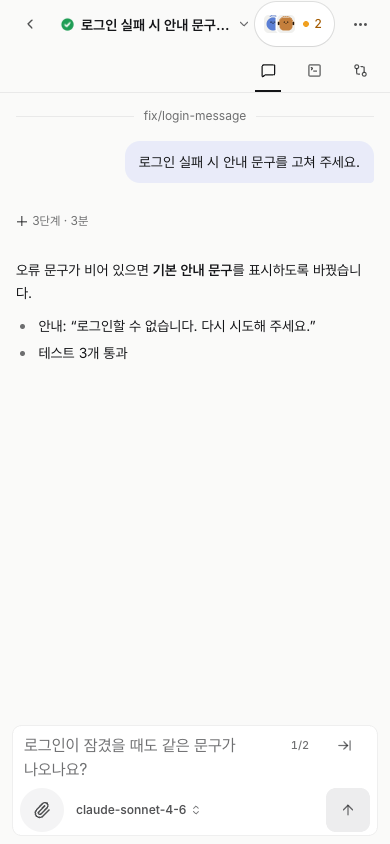 로그인 실패 시 안내 문구...
2
fix/login-message
로그인 실패 시 안내 문구를 고쳐 주세요.
3단계 · 3분
오류 문구가 비어 있으면 기본 안내 문구를 표시하도록 바꿨습니
다.
• 안내: “로그인할 수 없습니다. 다시 시도해 주세요.”
• 테스트 3개 통과
로그인이 잠겼을 때도 같은 문구가
나오나요?
1/2
claude-sonnet-4-6